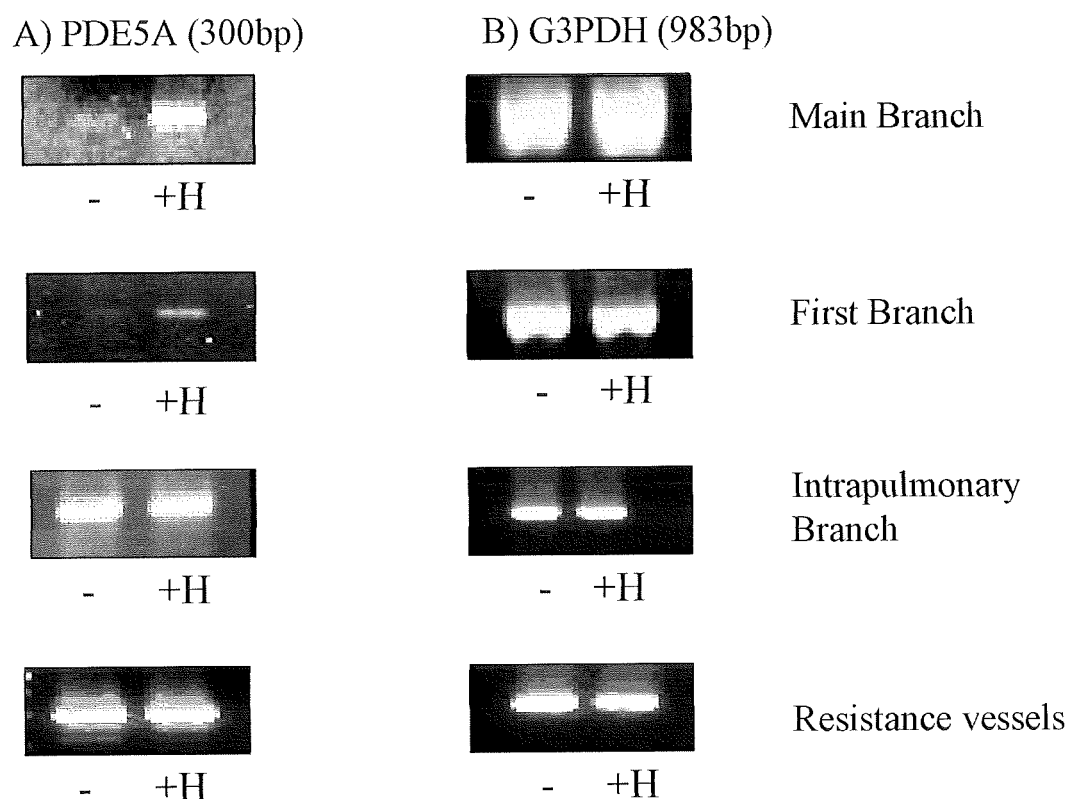 A) PDE5A (300bp)
B) G3PDH (983bp)
Main Branch
- +H
- +H
First Branch
- +H
- +H
Intrapulmonary
Branch
- +H
- +H
Resistance vessels
- +H
- +H